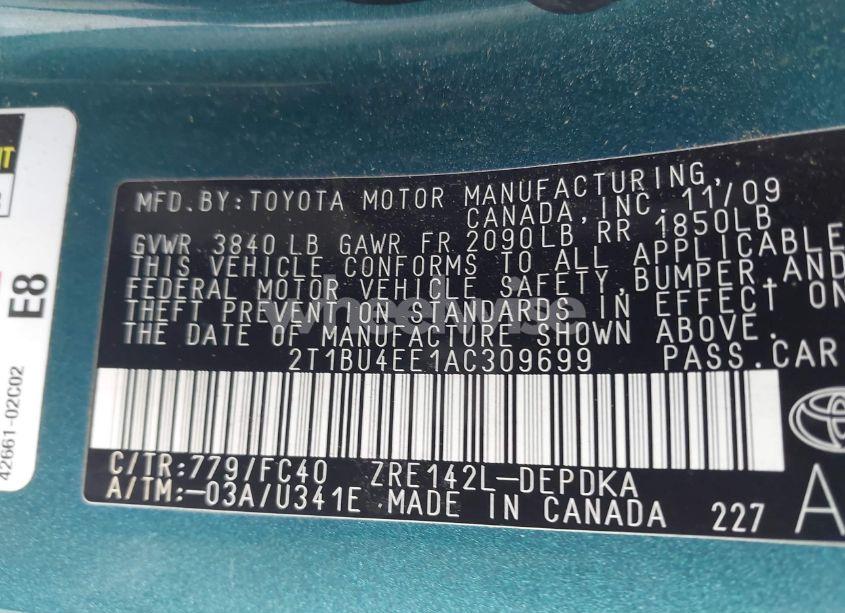 MFD. BY: TOYOTA MOTOR MANUFACTURING,
CANADA, INC. 11/09
GVWR 3840 LB GAWR FR 2090LB RR 1850LB
THIS VEHICLE CONFORMS TO ALL APPLICABLE
FEDERAL MOTOR VEHICLE SAFETY, BUMPER, AND
THEFT PREVENTION STANDARDS IN EFFECT ON
THE DATE OF MANUFACTURE SHOWN ABOVE.
2T1BU4EE1AC309699 PASS. CAR
C/TR: 779/FC40 ZRE142L-DEPDKA
A/TM: -03A/U341E MADE IN CANADA 227 A
E8
42661-02C02
wheelwise